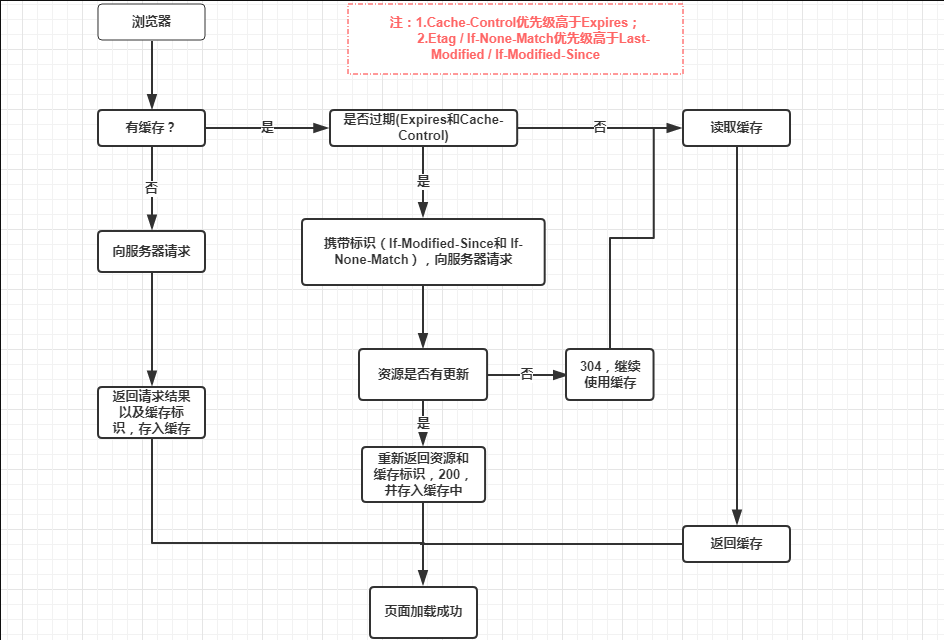 浏览器
注：1.Cache-Control优先级高于Expires；
2.Etag / If-None-Match优先级高于Last-
Modified / If-Modified-Since
有缓存？
是
是否过期(Expires和Cache-
Control)
否
读取缓存
否
是
向服务器请求
携带标识（If-Modified-Since和 If-
None-Match），向服务器请求
资源是否有更新
否
304，继续
使用缓存
返回请求结果
以及缓存标
识，存入缓存
是
重新返回资源和
缓存标识，200，
并存入缓存中
返回缓存
页面加载成功